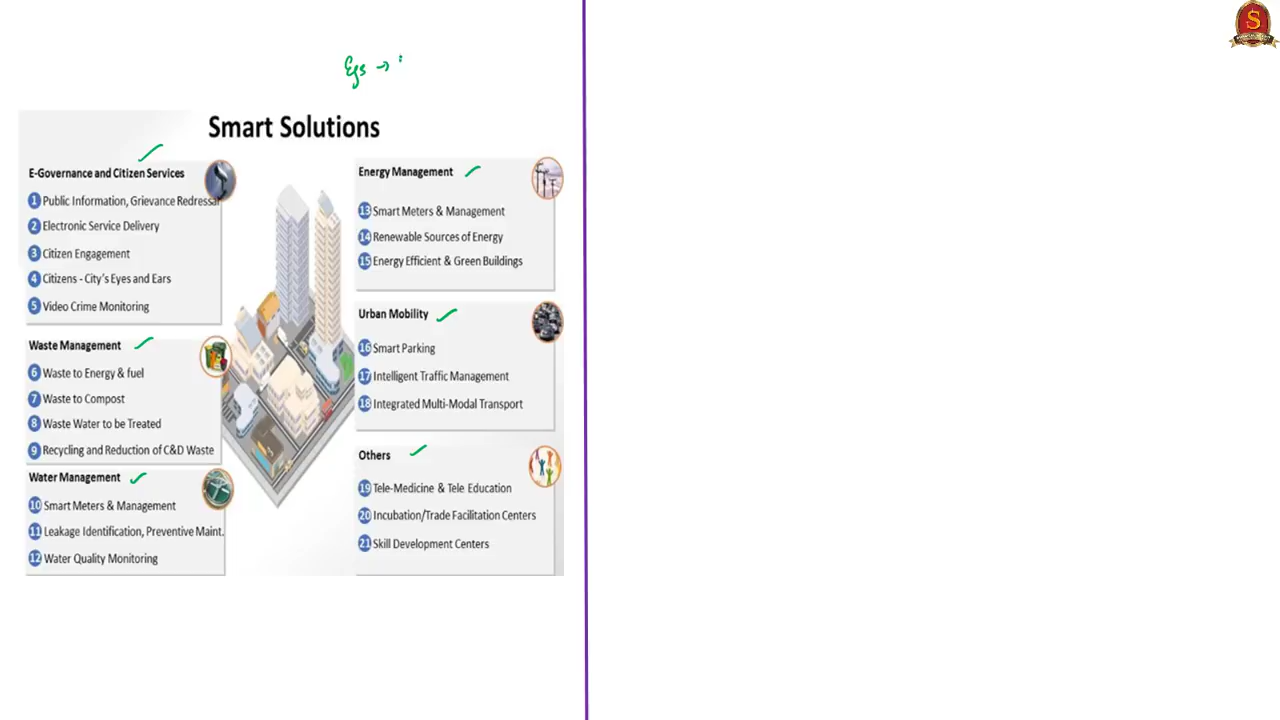 Egs →
Smart Solutions
E-Governance and Citizen Services
1 Public Information, Grievance Redressal
2 Electronic Service Delivery
3 Citizen Engagement
4 Citizens - City's Eyes and Ears
5 Video Crime Monitoring
Waste Management
6 Waste to Energy & fuel
7 Waste to Compost
8 Waste Water to be Treated
9 Recycling and Reduction of C&D Waste
Water Management
10 Smart Meters & Management
11 Leakage Identification, Preventive Maint.
12 Water Quality Monitoring
Energy Management
13 Smart Meters & Management
14 Renewable Sources of Energy
15 Energy Efficient & Green Buildings
Urban Mobility
16 Smart Parking
17 Intelligent Traffic Management
18 Integrated Multi-Modal Transport
Others
19 Tele-Medicine & Tele Education
20 Incubation/Trade Facilitation Centers
21 Skill Development Centers
S